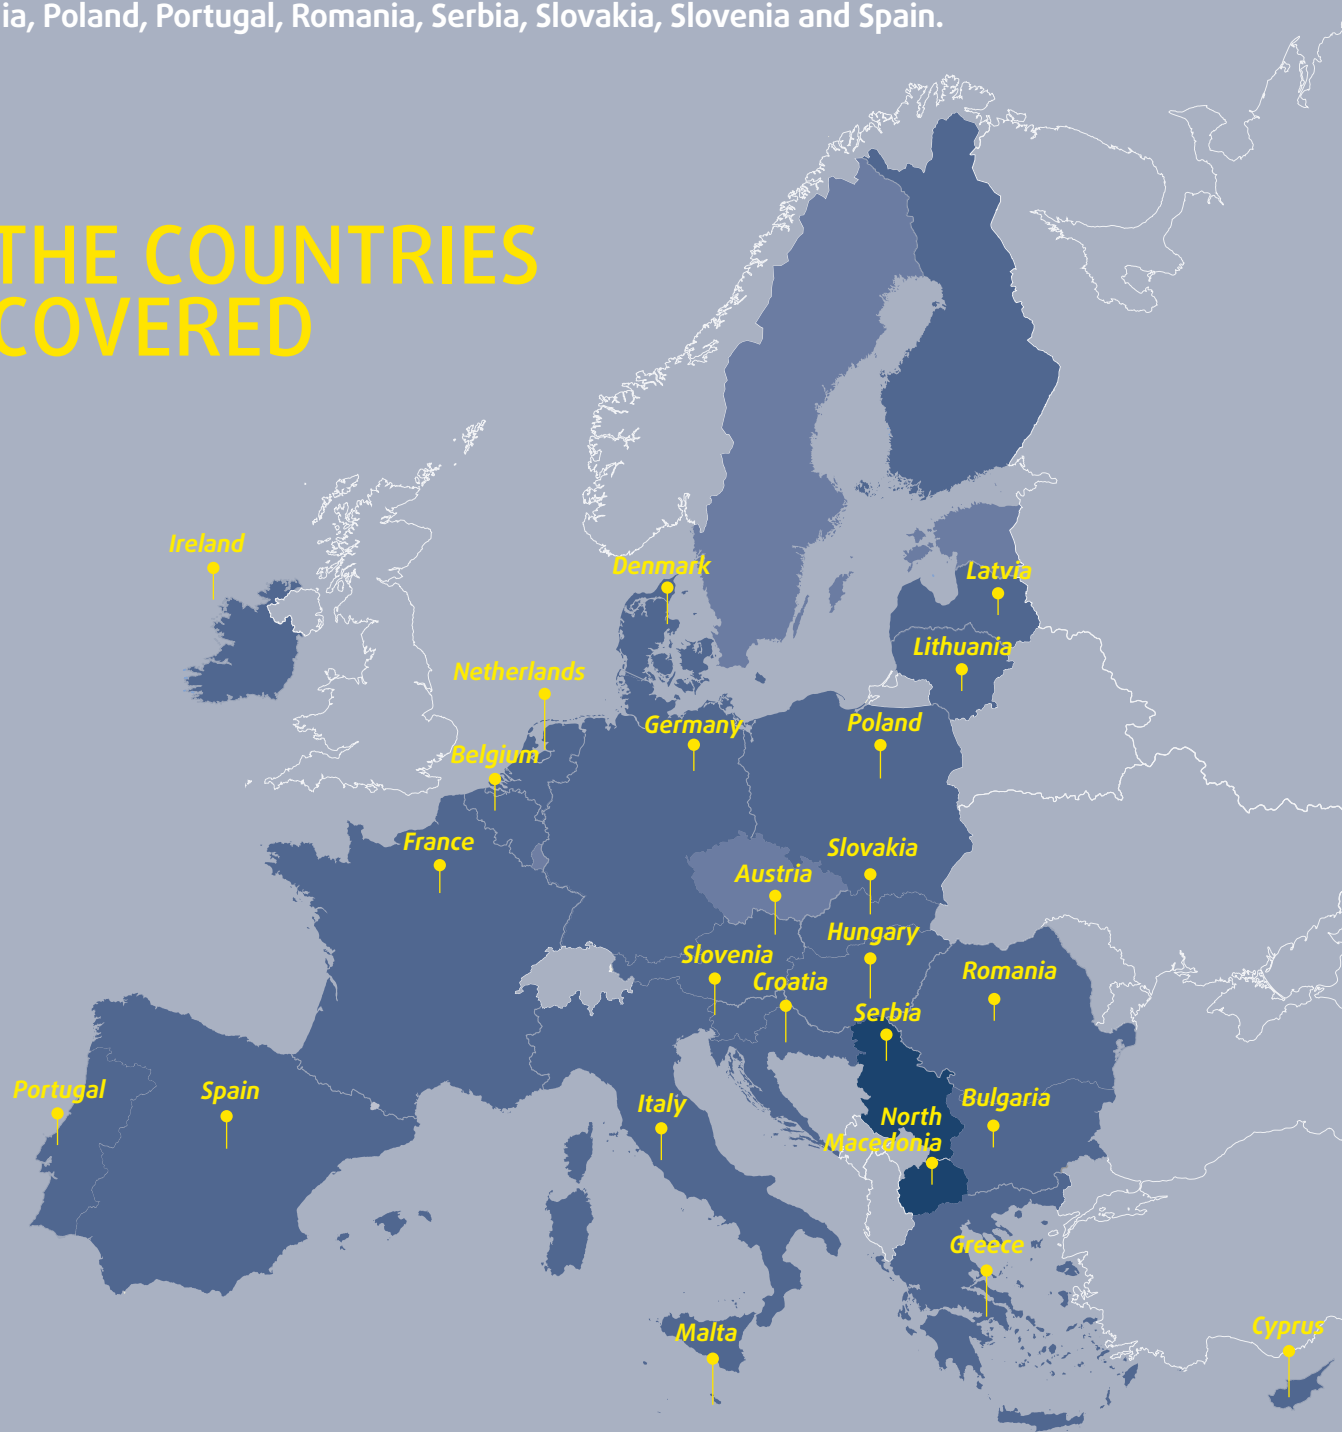 ia, Poland, Portugal, Romania, Serbia, Slovakia, Slovenia and Spain.
THE COUNTRIES
COVERED
Ireland
Denmark
Latvia
Lithuania
Netherlands
Germany
Poland
Belgium
France
Slovakia
Austria
Hungary
Slovenia
Croatia
Romania
Serbia
Portugal
Spain
Italy
Bulgaria
North
Macedonia
Greece
Malta
Cyprus